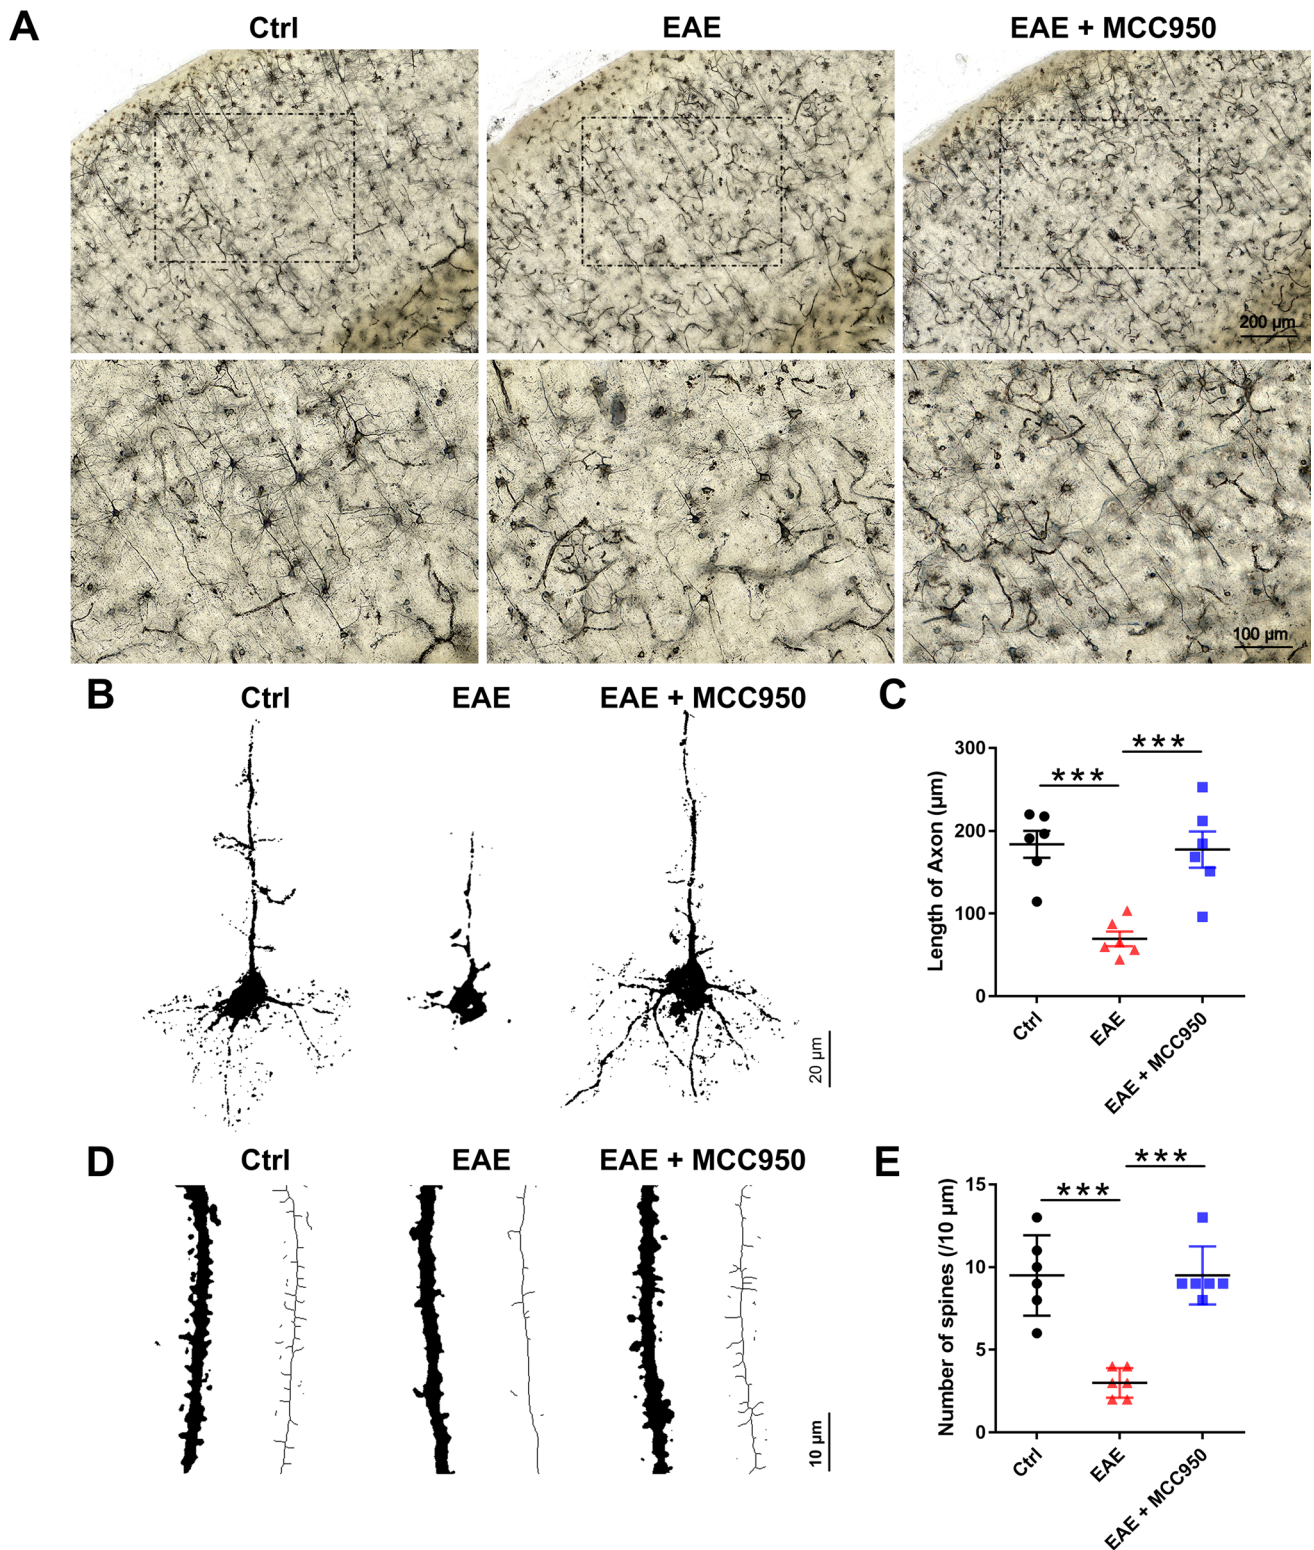 A
Ctrl
EAE
EAE + MCC950
200 µm
100 µm
B
Ctrl
EAE
EAE + MCC950
20 µm
C
Length of Axon (µm)
300
200
100
0
***
***
Ctrl
EAE
EAE + MCC950
D
Ctrl
EAE
EAE + MCC950
10 µm
E
Number of spines (/10 µm)
15
10
5
0
***
***
Ctrl
EAE
EAE + MCC950